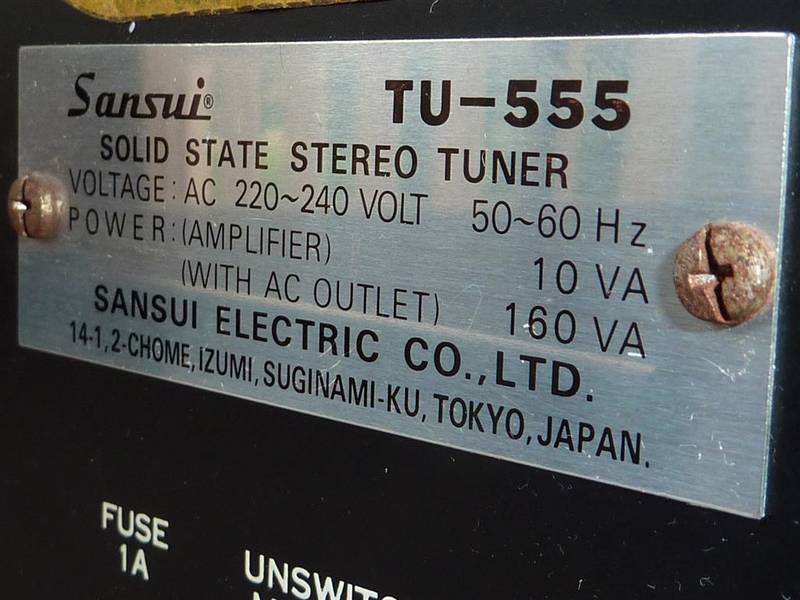 Sansui® TU-555
SOLID STATE STEREO TUNER
VOLTAGE: AC 220~240 VOLT 50~60 Hz
POWER: (AMPLIFIER) 10 VA
(WITH AC OUTLET) 160 VA
SANSUI ELECTRIC CO., LTD.
14-1, 2-CHOME, IZUMI, SUGINAMI-KU, TOKYO, JAPAN.
FUSE
1A